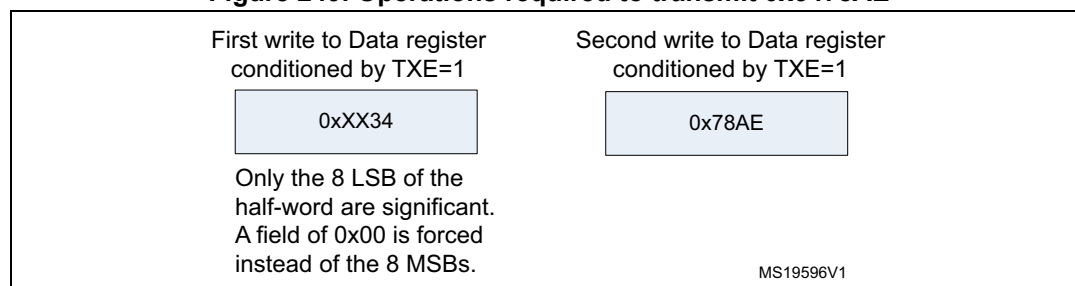 First write to Data register
conditioned by TXE=1
0xXX34
Only the 8 LSB of the
half-word are significant.
A field of 0x00 is forced
instead of the 8 MSBs.
Second write to Data register
conditioned by TXE=1
0x78AE
MS19596V1